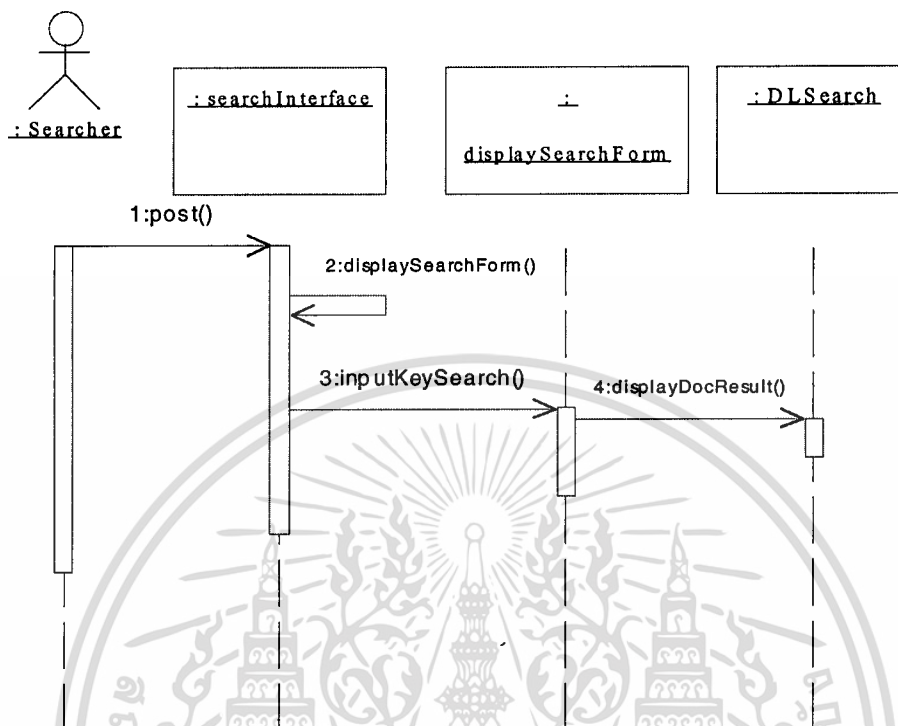 : Searcher
: searchInterface
:
displaySearchForm
: DLSearch
1:post()
2:displaySearchForm()
3:inputKeySearch()
4:displayDocResult()